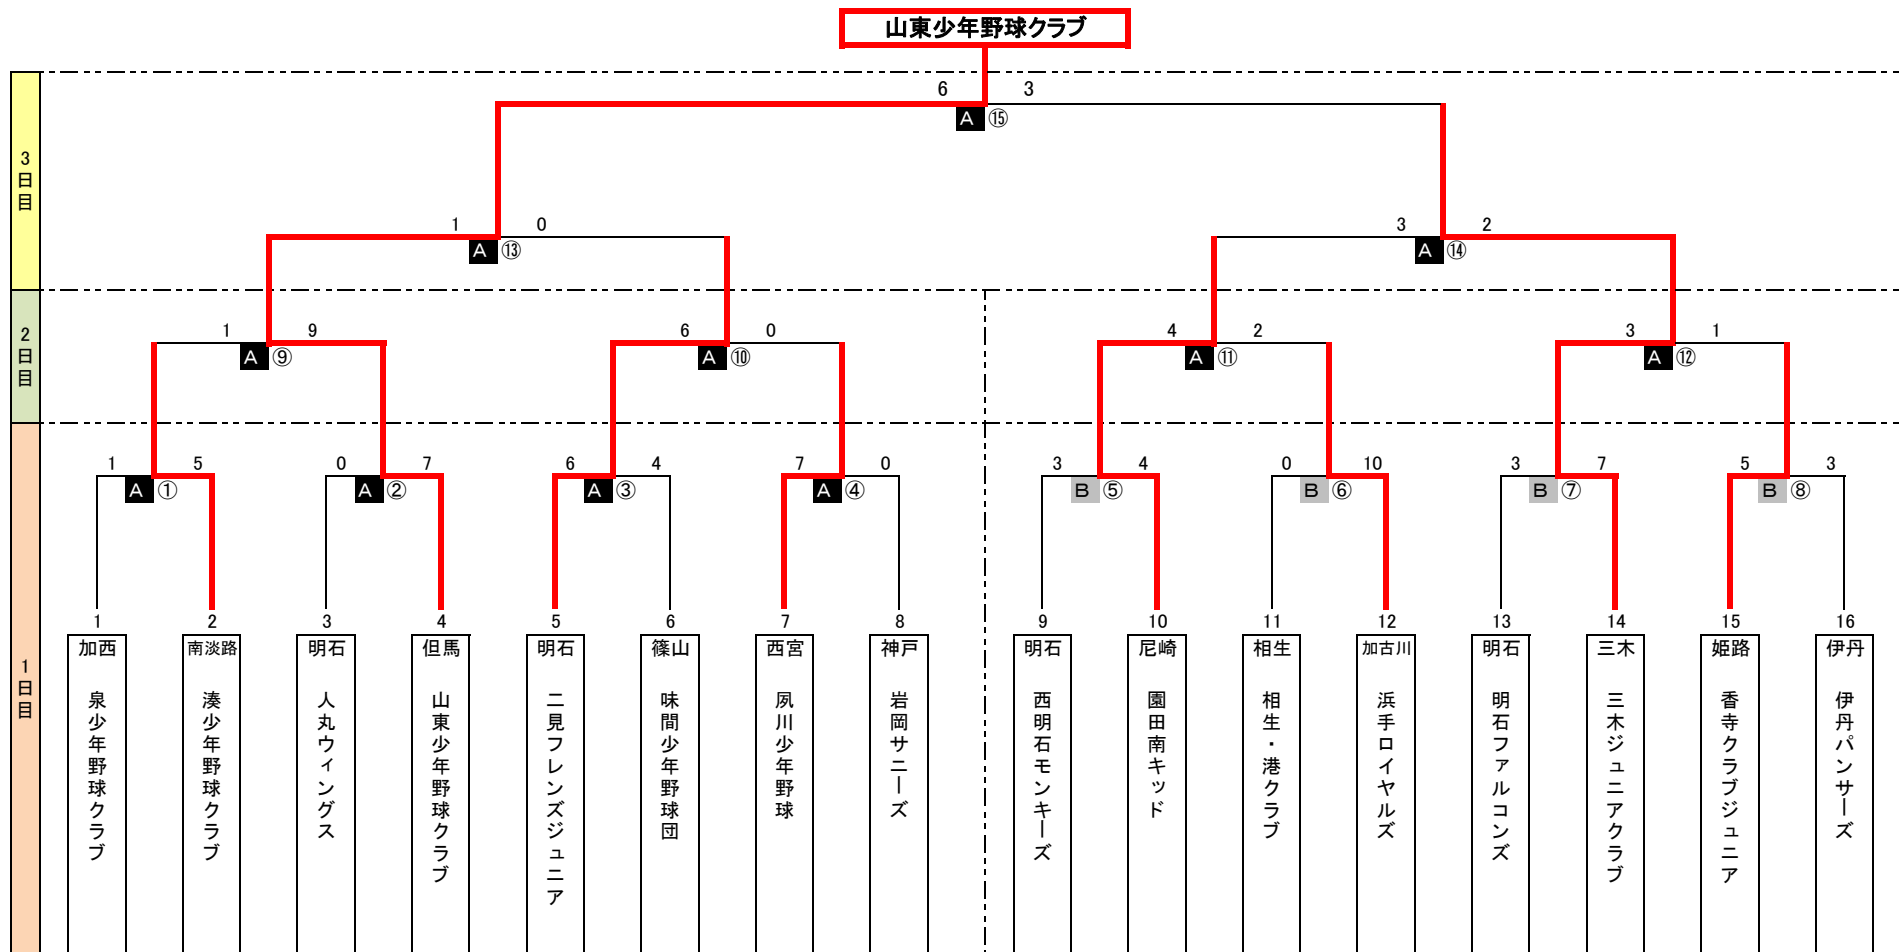 山東少年野球クラブ
6 3
A ⑮
3日目
1 0
A ⑬
3 2
A ⑭
2日目
1 9
A ⑨
6 0
A ⑩
4 2
A ⑪
3 1
A ⑫
1日目
1 5
A ①
0 7
A ②
6 4
A ③
7 0
A ④
3 4
B ⑤
0 10
B ⑥
3 7
B ⑦
5 3
B ⑧
1
加西
泉少年野球クラブ
2
南淡路
湊少年野球クラブ
3
明石
人丸ウィングス
4
但馬
山東少年野球クラブ
5
明石
二見フレンズジュニア
6
篠山
味間少年野球団
7
西宮
夙川少年野球
8
神戸
岩岡サニーズ
9
明石
西明石モンキーズ
10
尼崎
園田南キッド
11
相生
相生・港クラブ
12
加古川
浜手ロイヤルズ
13
明石
明石ファルコンズ
14
三木
三木ジュニアクラブ
15
姫路
香寺クラブジュニア
16
伊丹
伊丹パンサーズ